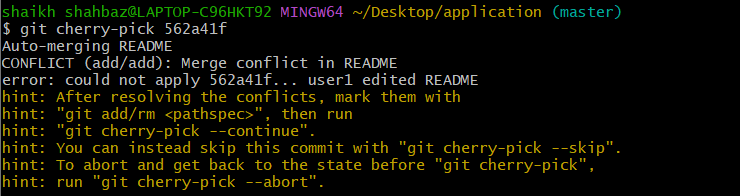 shaikh shahbaz@LAPTOP-C96HKT92 MINGW64 ~/Desktop/application (master)
$ git cherry-pick 562a41f
Auto-merging README
CONFLICT (add/add): Merge conflict in README
error: could not apply 562a41f... user1 edited README
hint: After resolving the conflicts, mark them with
hint: "git add/rm <pathspec>", then run
hint: "git cherry-pick --continue".
hint: You can instead skip this commit with "git cherry-pick --skip".
hint: To abort and get back to the state before "git cherry-pick",
hint: run "git cherry-pick --abort".